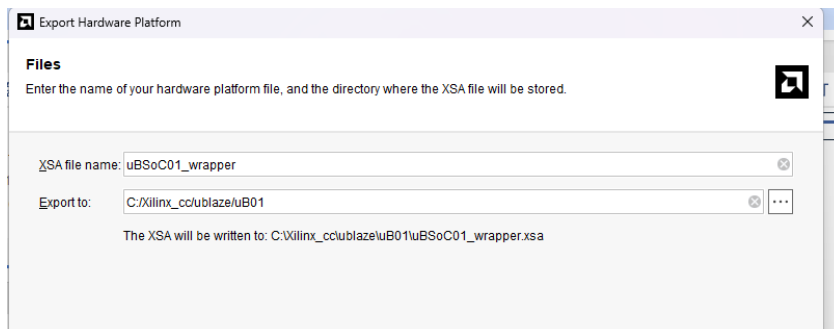 Export Hardware Platform
Files
Enter the name of your hardware platform file, and the directory where the XSA file will be stored.
XSA file name: uBSoC01_wrapper
Export to: C:/Xilinx_cc/ublaze/uB01
The XSA will be written to: C:\Xilinx_cc\ublaze\uB01\uBSoC01_wrapper.xsa